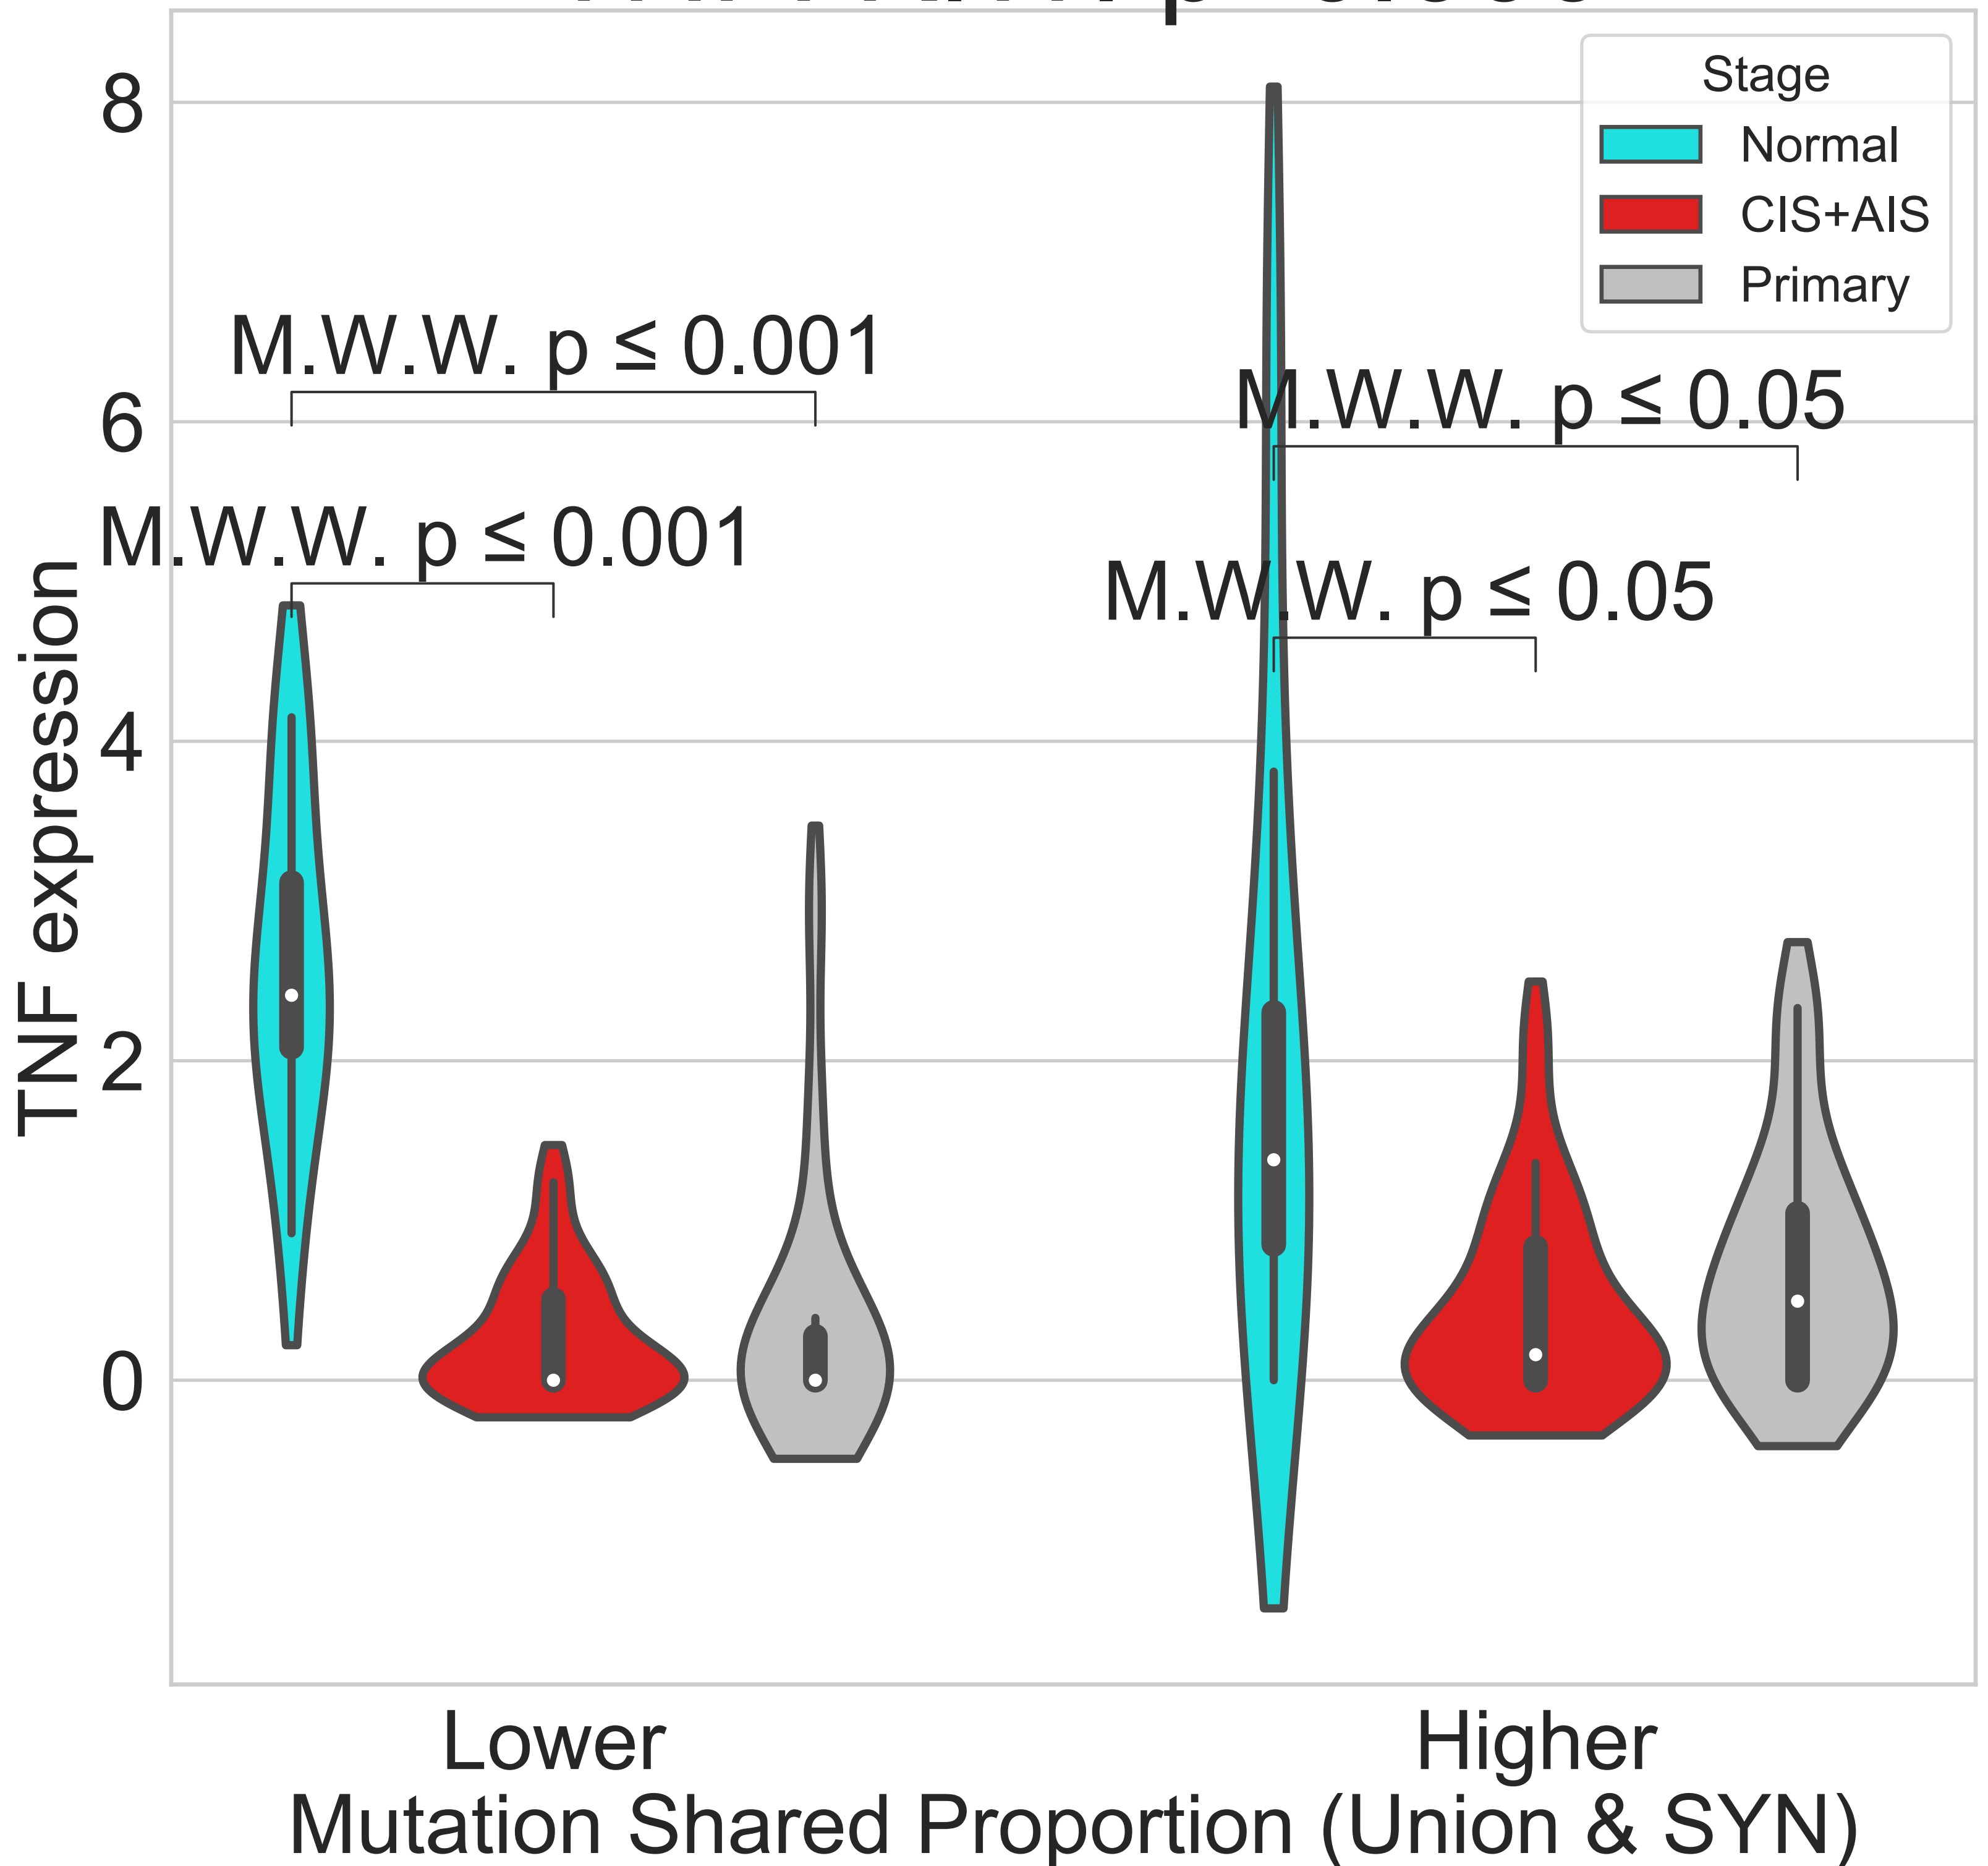 Stage
Normal
CIS+AIS
Primary
8
6
4
2
0
TNF expression
M.W.W. p ≤ 0.001
M.W.W. p ≤ 0.05
M.W.W. p ≤ 0.001
M.W.W. p ≤ 0.05
Lower
Higher
Mutation Shared Proportion (Union & SYN)